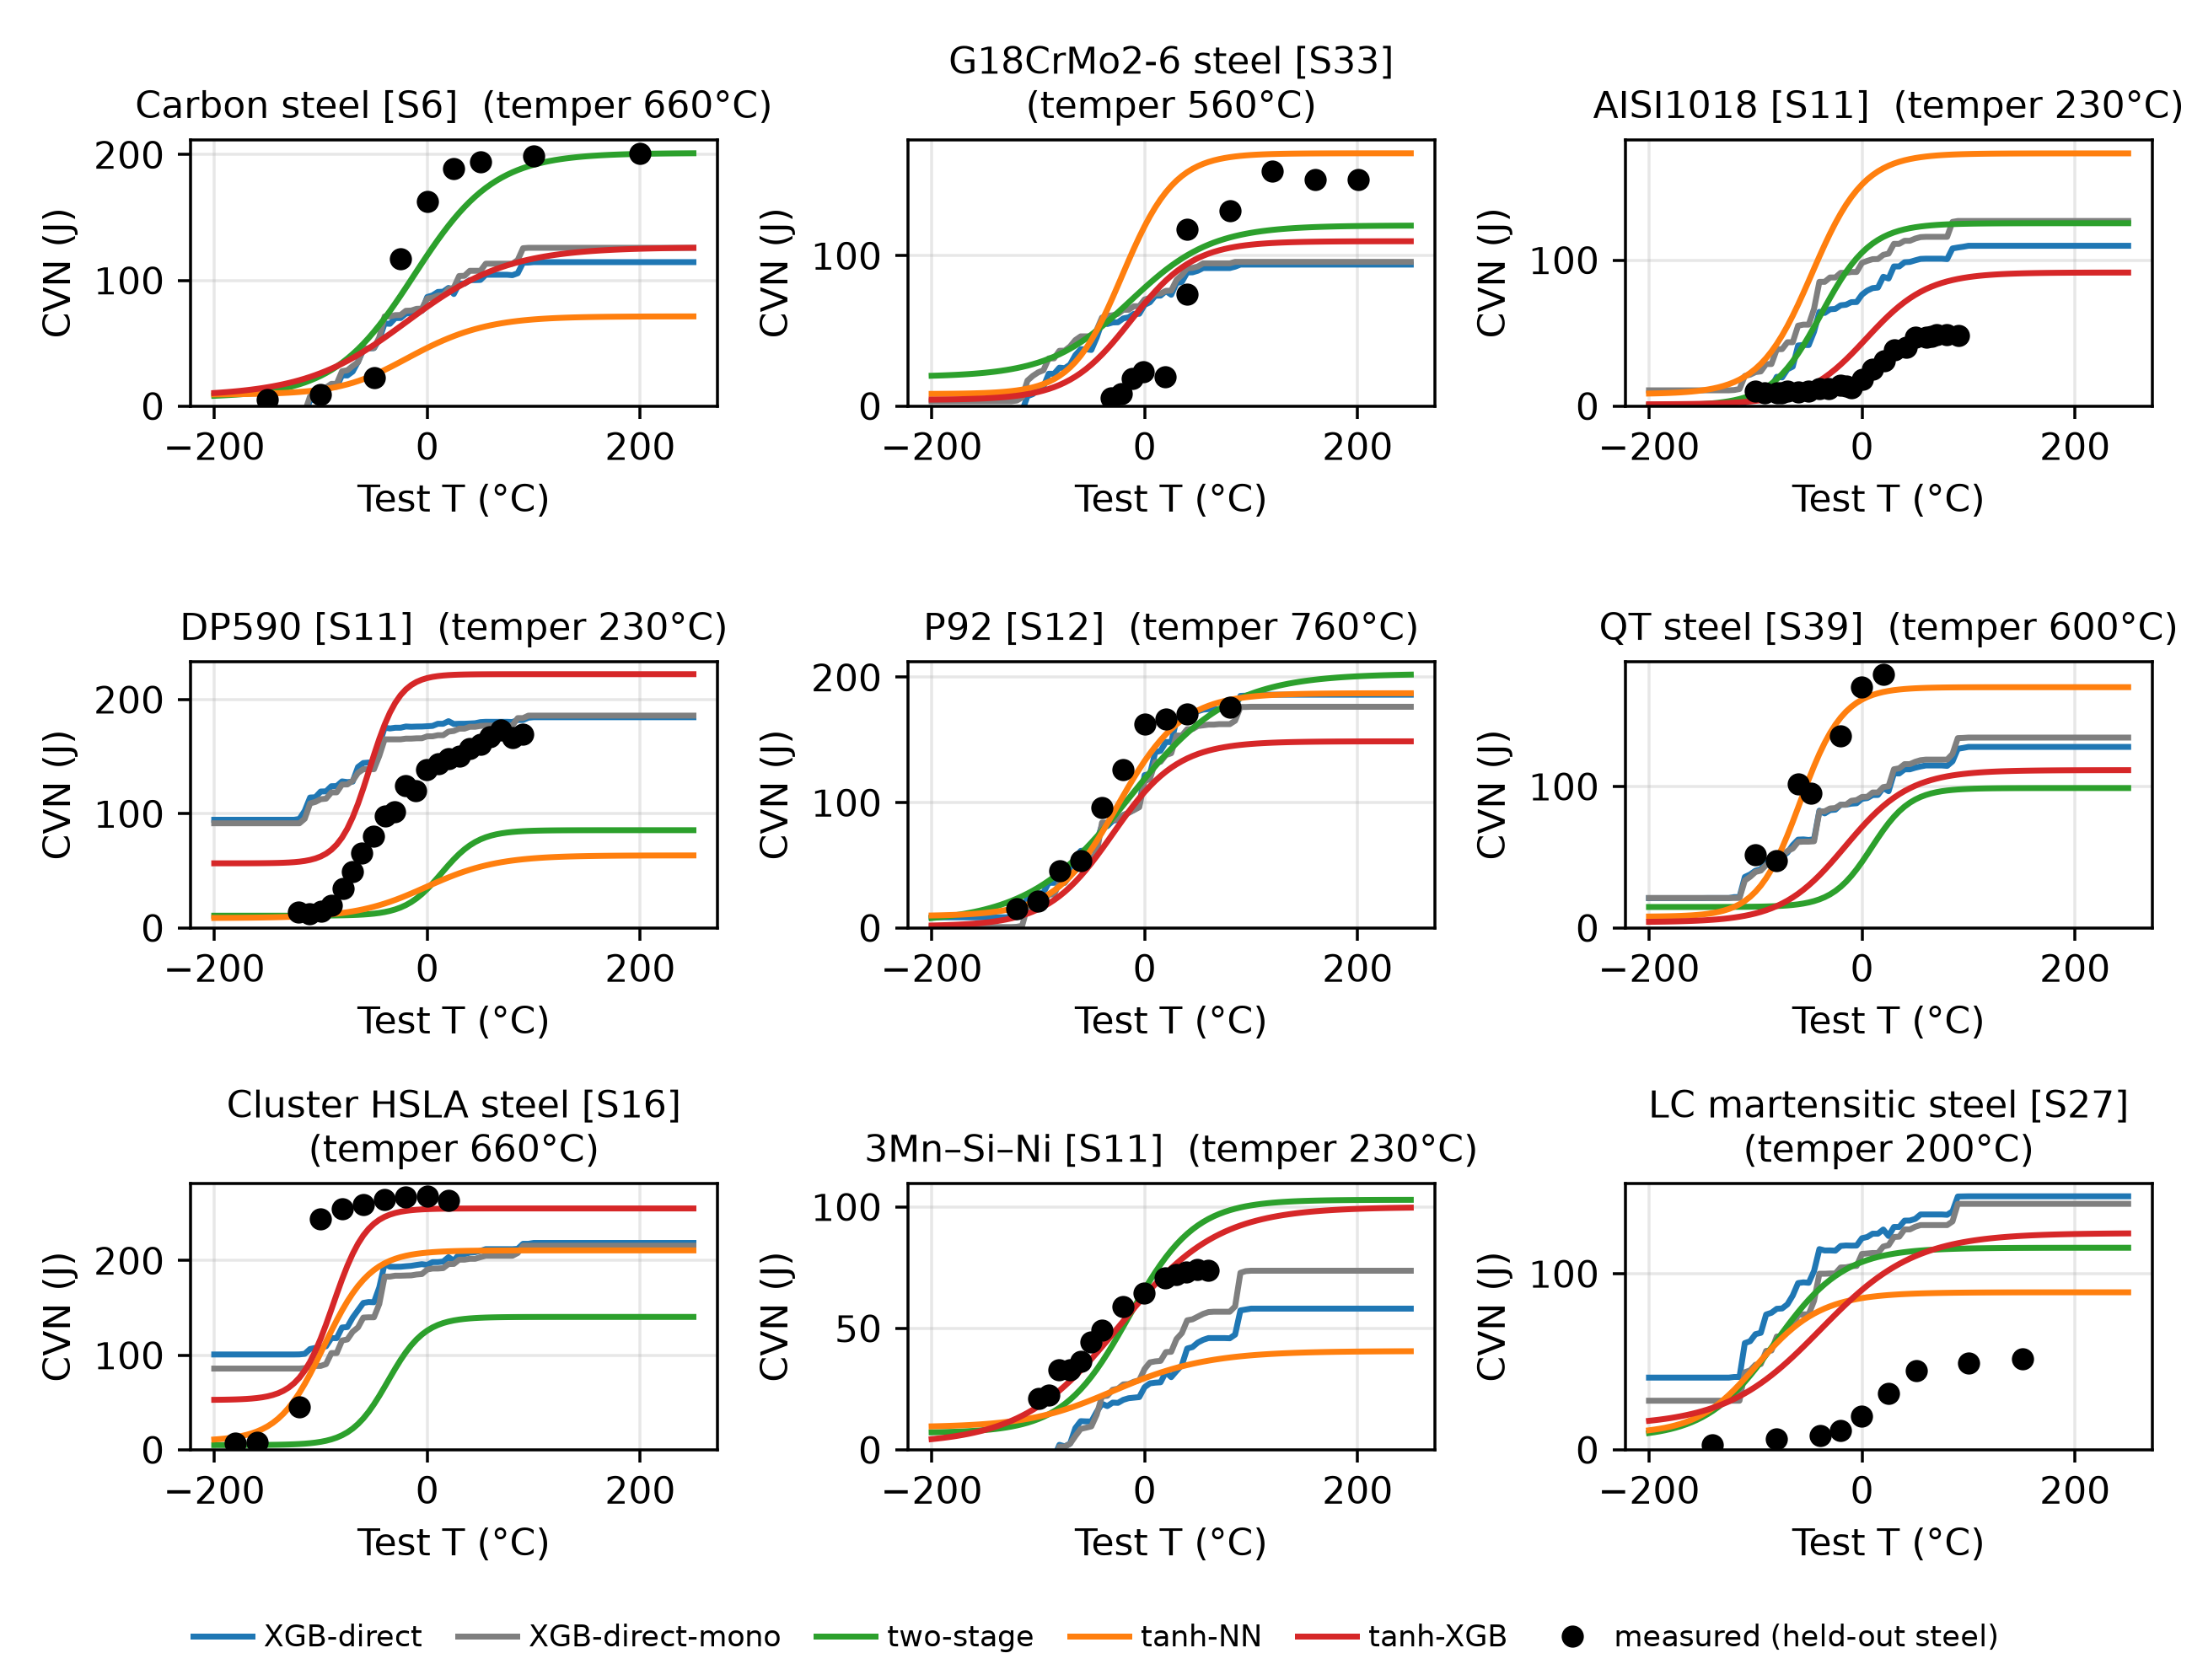 G18CrMo2-6 steel [S33]
Carbon steel [S6]  (temper 660°C)
(temper 560°C)
AISI1018 [S11]  (temper 230°C)
CVN (J)
200
100
0
−200
0
200
Test T (°C)
CVN (J)
100
0
−200
0
200
Test T (°C)
CVN (J)
100
0
−200
0
200
Test T (°C)
DP590 [S11]  (temper 230°C)
P92 [S12]  (temper 760°C)
QT steel [S39]  (temper 600°C)
CVN (J)
200
100
0
−200
0
200
Test T (°C)
CVN (J)
200
100
0
−200
0
200
Test T (°C)
CVN (J)
100
0
−200
0
200
Test T (°C)
Cluster HSLA steel [S16]
(temper 660°C)
3Mn–Si–Ni [S11]  (temper 230°C)
LC martensitic steel [S27]
(temper 200°C)
CVN (J)
200
100
0
−200
0
200
Test T (°C)
CVN (J)
100
50
0
−200
0
200
Test T (°C)
CVN (J)
100
0
−200
0
200
Test T (°C)
XGB-direct
XGB-direct-mono
two-stage
tanh-NN
tanh-XGB
measured (held-out steel)